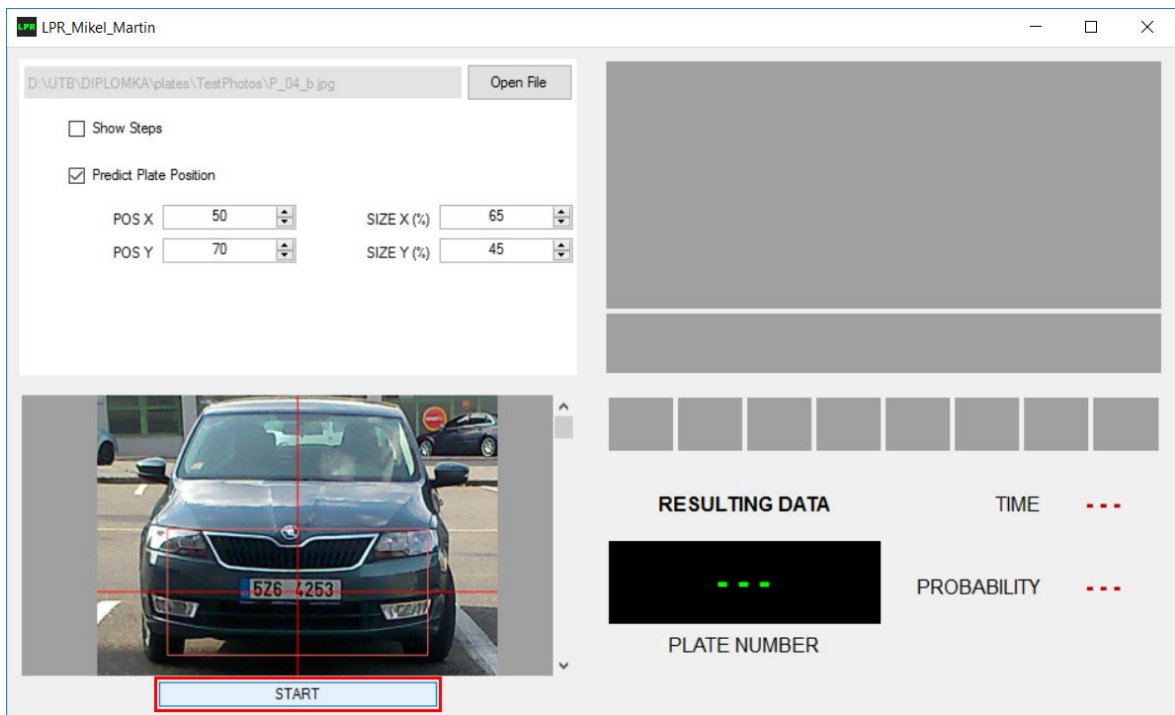 LPR LPR_Mikel_Martin
D:\UTB\DIPLOMKA\plates\TestPhotos\P_04_b.jpg Open File
Show Steps
Predict Plate Position
POS X 50 SIZE X (%) 65
POS Y 70 SIZE Y (%) 45
5Z6 4253
START
RESULTING DATA TIME ---
--- PROBABILITY ---
PLATE NUMBER